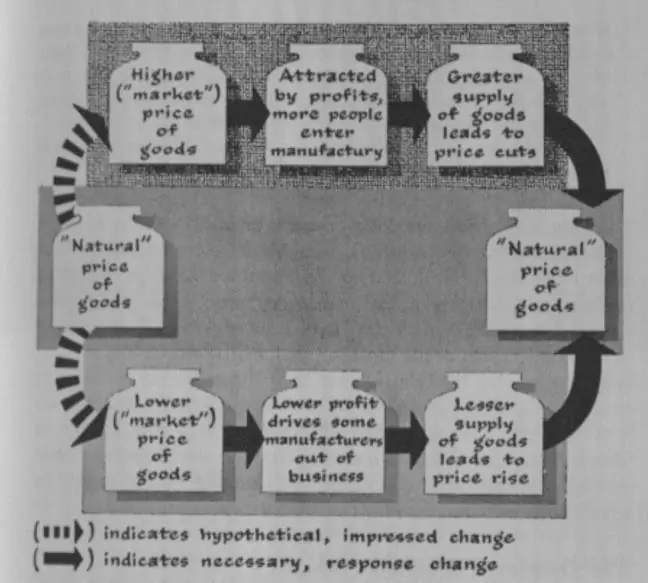 Higher
("market")
price
of
goods
Attracted
by profits,
more people
enter
manufactury
Greater
supply
of goods
leads to
price cuts
"Natural"
price
of
goods
"Natural"
price
of
goods
Lower
("market")
price
of
goods
Lower profit
drives some
manufacturers
out of
business
Lesser
supply
of goods
leads to
price rise
( ) indicates hypothetical, impressed change
( ) indicates necessary, response change